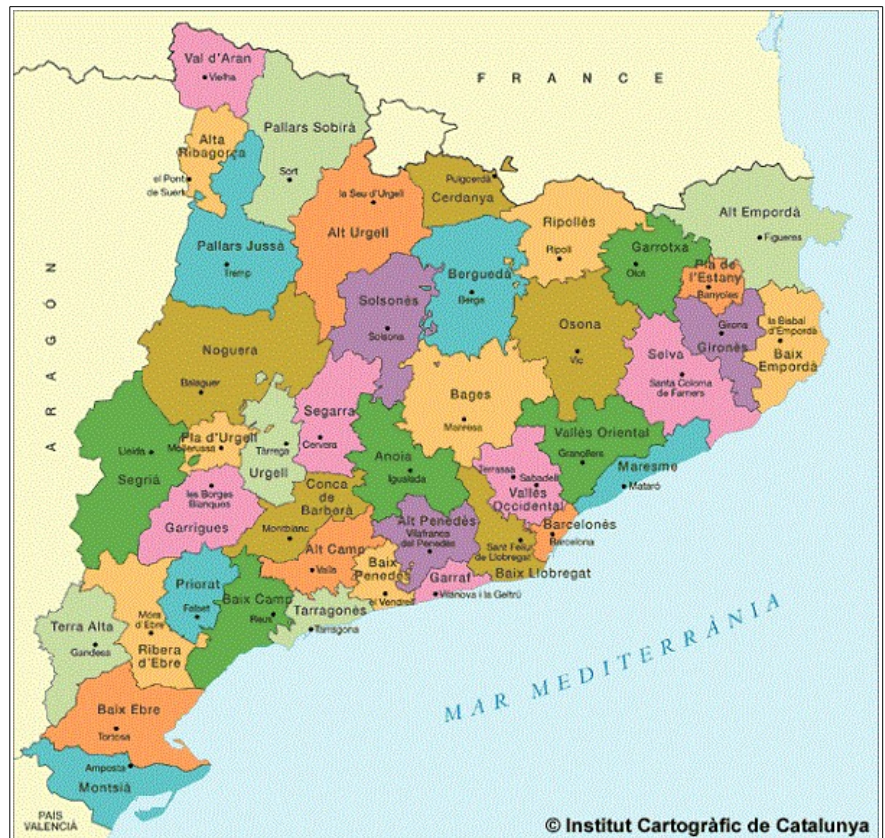 Val d'Aran
Vielha
F R A N C E
Alta
Ribagorça
Pallars Sobirà
el Pont
de Suert
Sort
la Seu d'Urgell
Puigcerdà
Cerdanya
Alt Urgell
Ripollès
Ripoll
Alt Empordà
Figueres
Garrotxa
Olot
Pla de
l'Estany
Banyoles
Pallars Jussà
Tremp
Berguedà
Berga
Solsonès
Solsona
Osona
Vic
Girona
Gironès
la Bisbal
d'Empordà
Baix
Empordà
Selva
Santa Coloma
de Farners
A R A G Ó N
Noguera
Balaguer
Segarra
Cervera
Bages
Manresa
Pla d'Urgell
Mollerussa
Tàrrega
Urgell
Lleida
Segrià
les Borges
Blanques
Garrigues
Anoia
Igualada
Vallès Oriental
Granollers
Terrassa
Sabadell
Vallès
Occidental
Maresme
Mataró
Conca
de
Barberà
Montblanc
Alt Penedès
Vilafranca
del Penedès
Barcelonès
Barcelona
Sant Feliu
de Llobregat
Baix Llobregat
Alt Camp
Valls
Baix
Penedès
el Vendrell
Garraf
Vilanova i la Geltrú
Priorat
Falset
Baix Camp
Reus
Tarragonès
Tarragona
Terra Alta
Gandesa
Móra
d'Ebre
Ribera
d'Ebre
MAR MEDITERRÀNIA
Baix Ebre
Tortosa
Amposta
Montsià
PAIS
VALENCIÀ
© Institut Cartogràfic de Catalunya